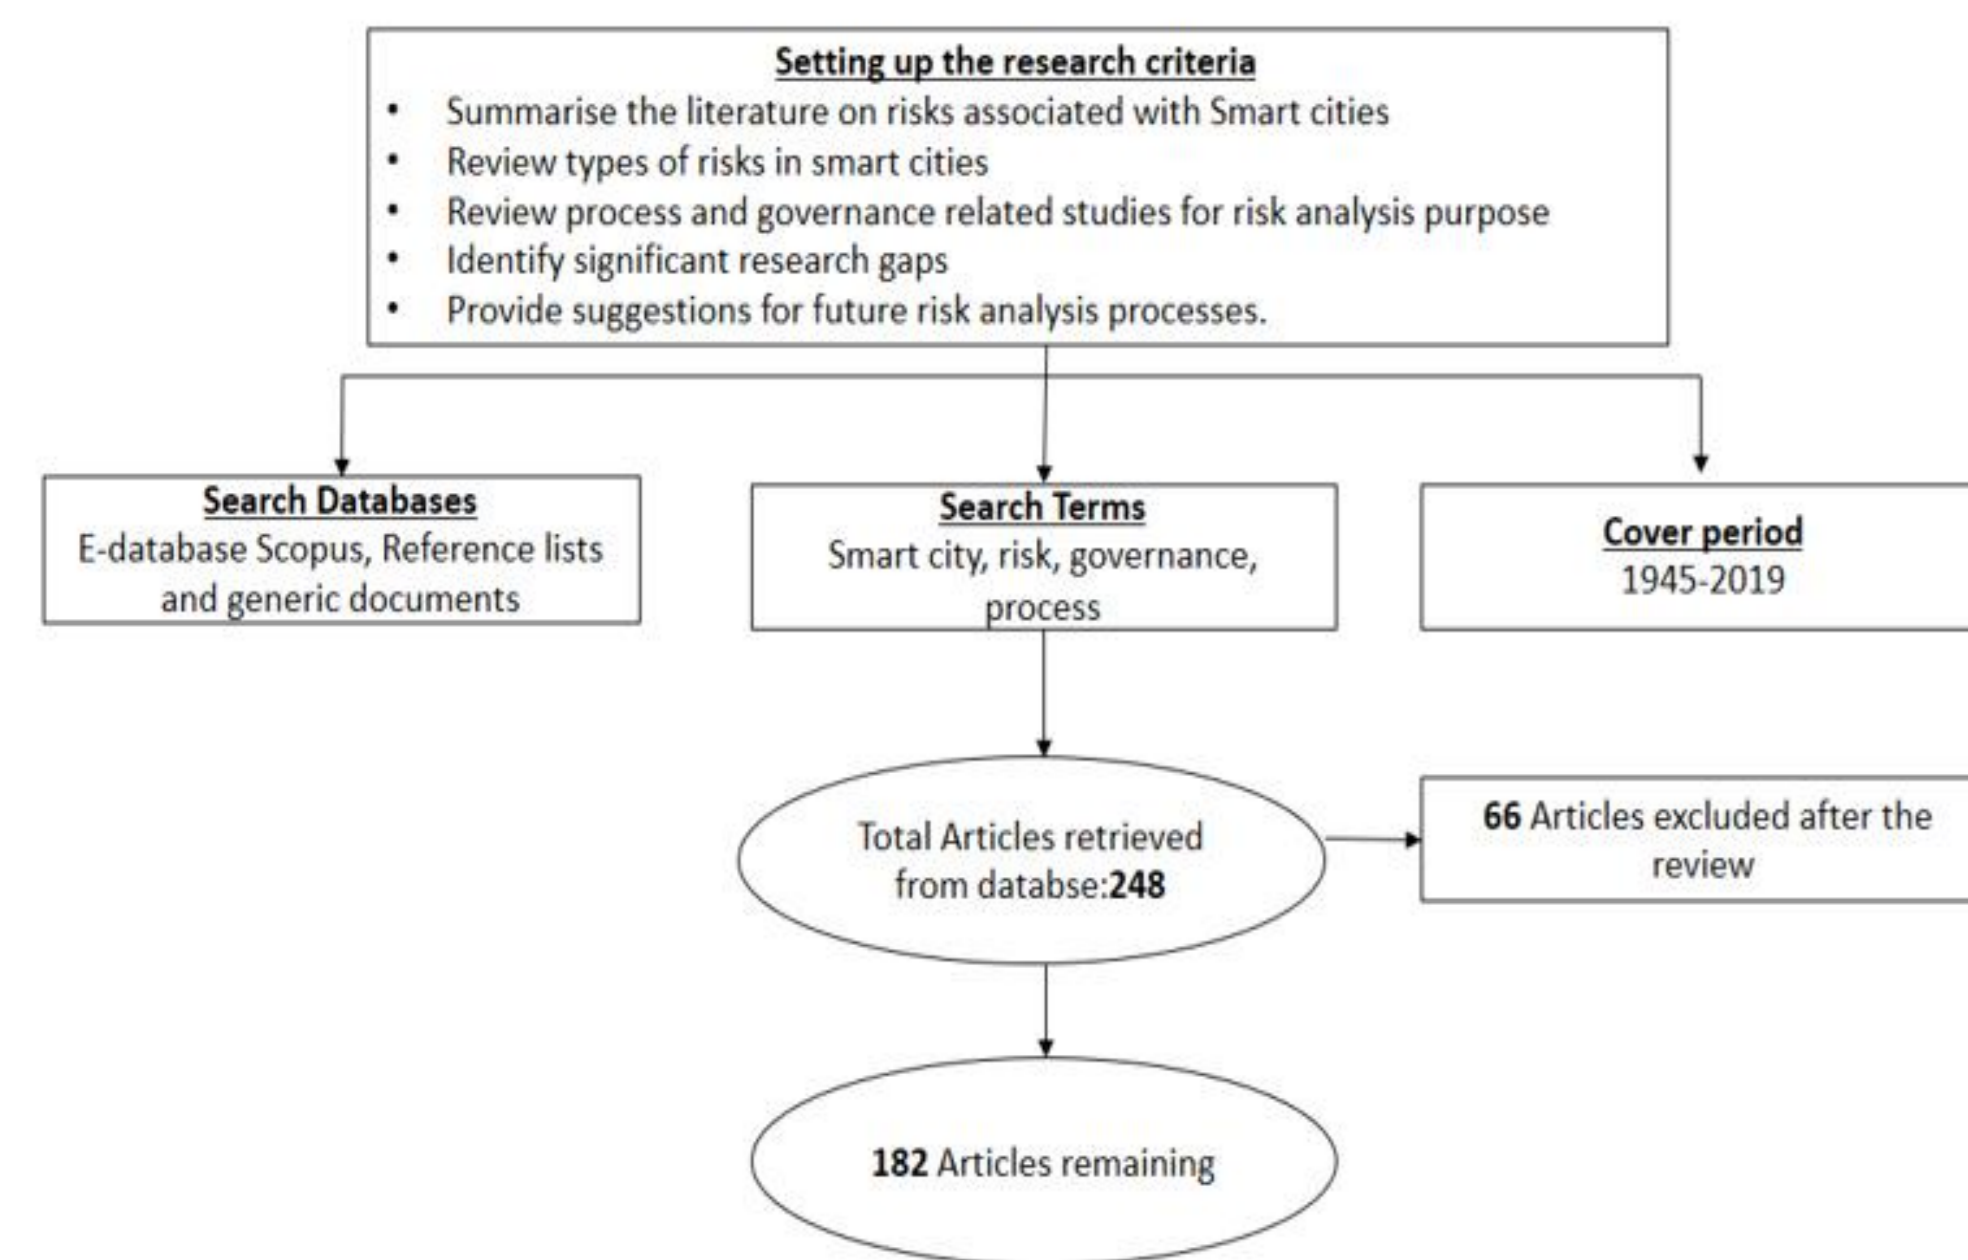 Setting up the research criteria
• Summarise the literature on risks associated with Smart cities
• Review types of risks in smart cities
• Review process and governance related studies for risk analysis purpose
• Identify significant research gaps
• Provide suggestions for future risk analysis processes.
Search Databases
E-database Scopus, Reference lists
and generic documents
Search Terms
Smart city, risk, governance,
process
Cover period
1945-2019
Total Articles retrieved
from databse:248
66 Articles excluded after the
review
182 Articles remaining